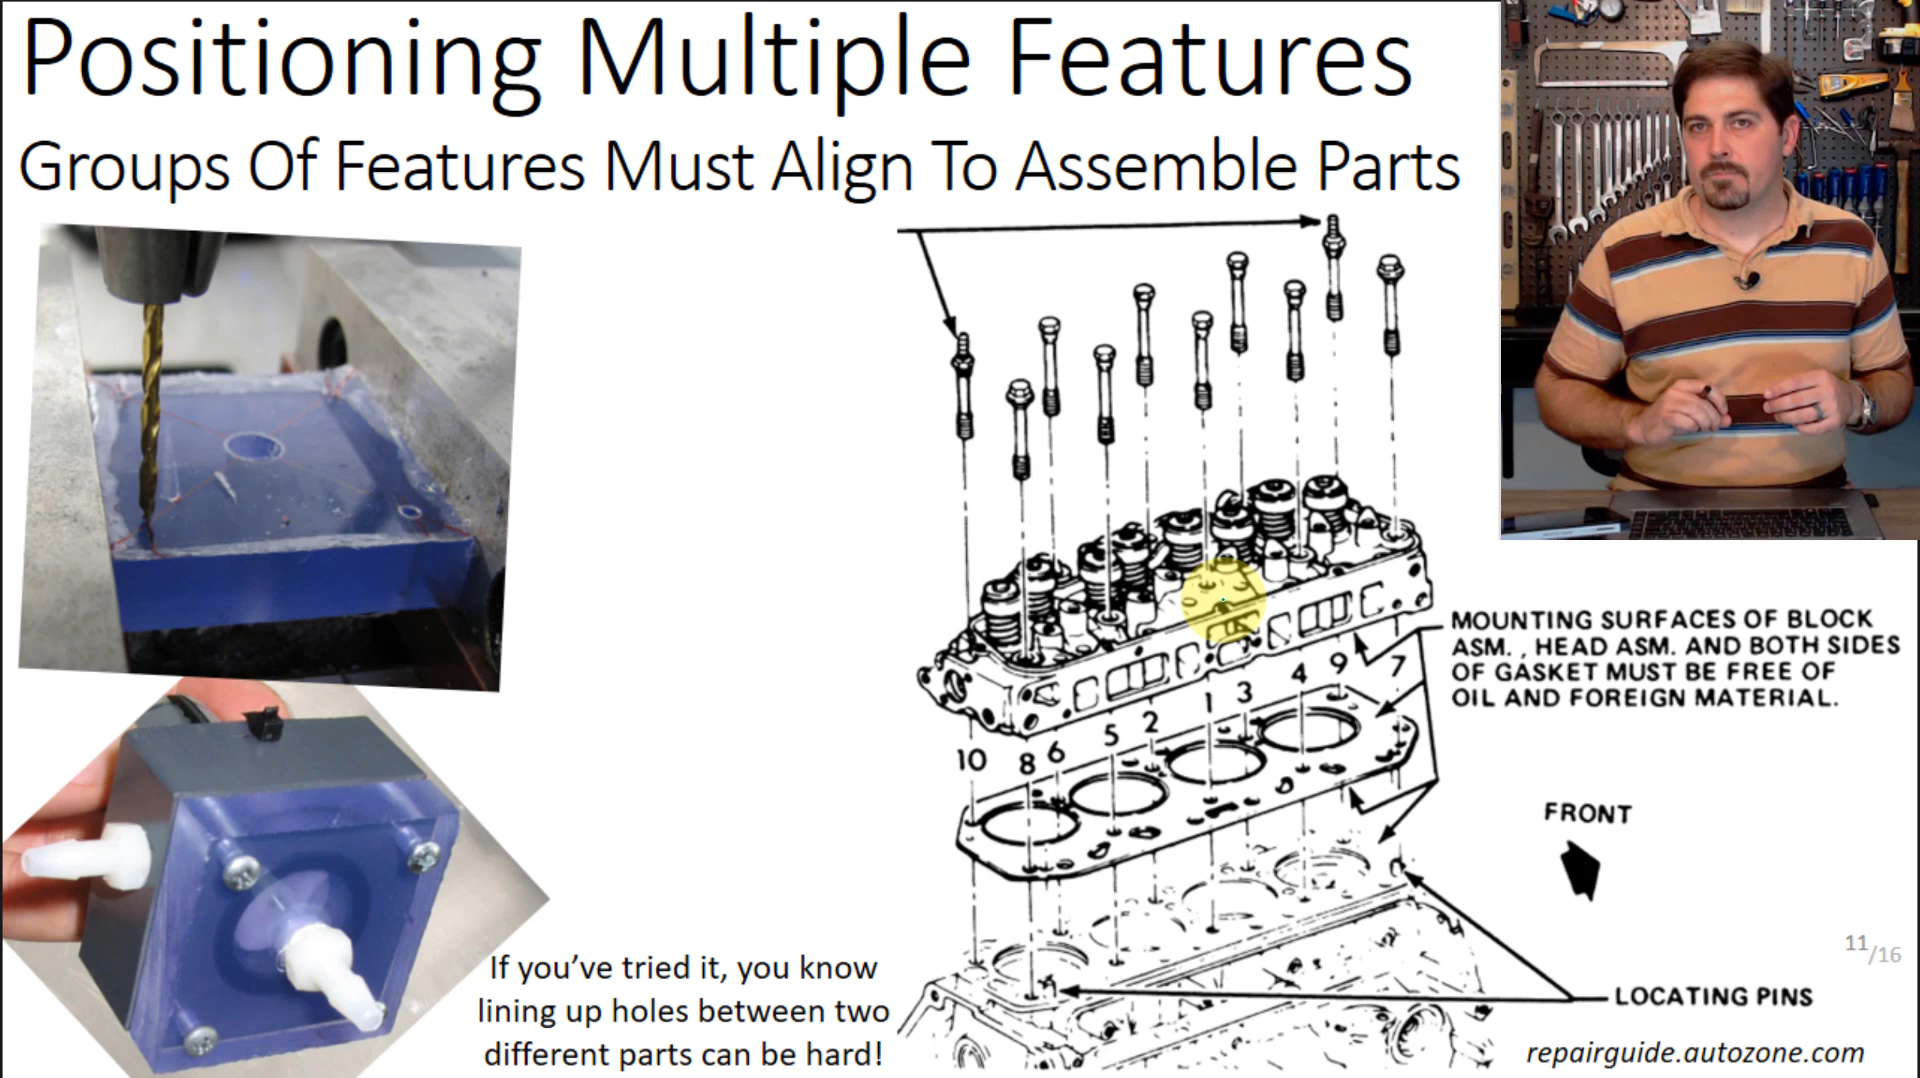 Positioning Multiple Features
Groups Of Features Must Align To Assemble Parts
MOUNTING SURFACES OF BLOCK
ASM. , HEAD ASM. AND BOTH SIDES
OF GASKET MUST BE FREE OF
OIL AND FOREIGN MATERIAL.
10
8
6
5
2
1
3
4
9
7
FRONT
LOCATING PINS
If you've tried it, you know
lining up holes between two
different parts can be hard!
11/16
repairguide.autozone.com